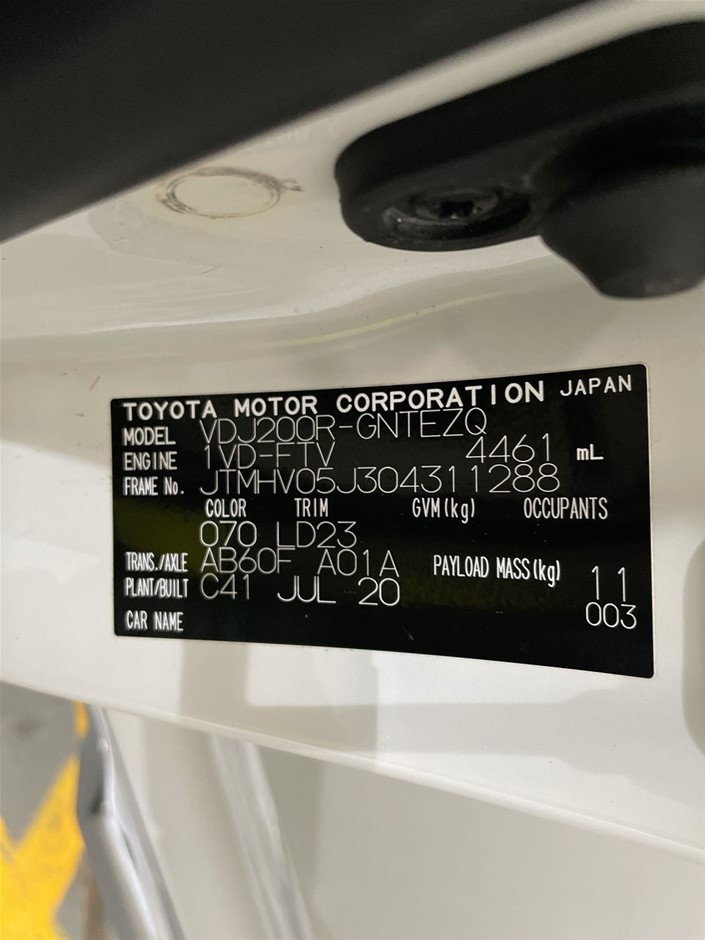 TOYOTA MOTOR CORPORATION JAPAN
MODEL VDJ200R-GNTEZQ
ENGINE 1VD-FTV 4461 mL
FRAME No. JTMHV05J304311288
COLOR TRIM GVM(kg) OCCUPANTS
070 LD23
TRANS./AXLE AB60F A01A PAYLOAD MASS(kg) 11
PLANT/BUILT C41 JUL 20 003
CAR NAME